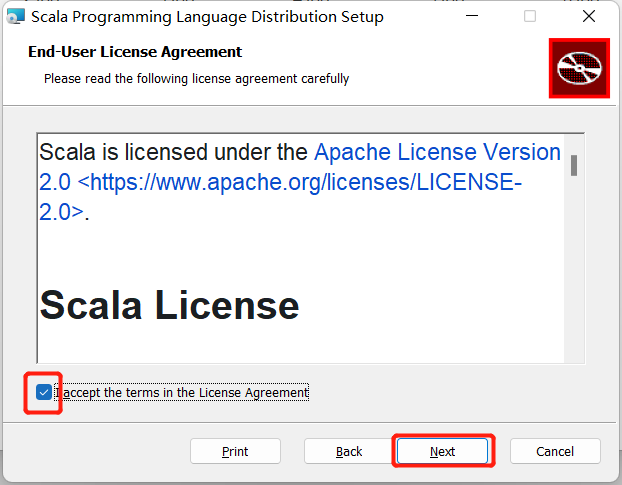 Scala Programming Language Distribution Setup
End-User License Agreement
Please read the following license agreement carefully
Scala is licensed under the Apache License Version
2.0 <https://www.apache.org/licenses/LICENSE-
2.0>.
Scala License
I accept the terms in the License Agreement
Print Back Next Cancel